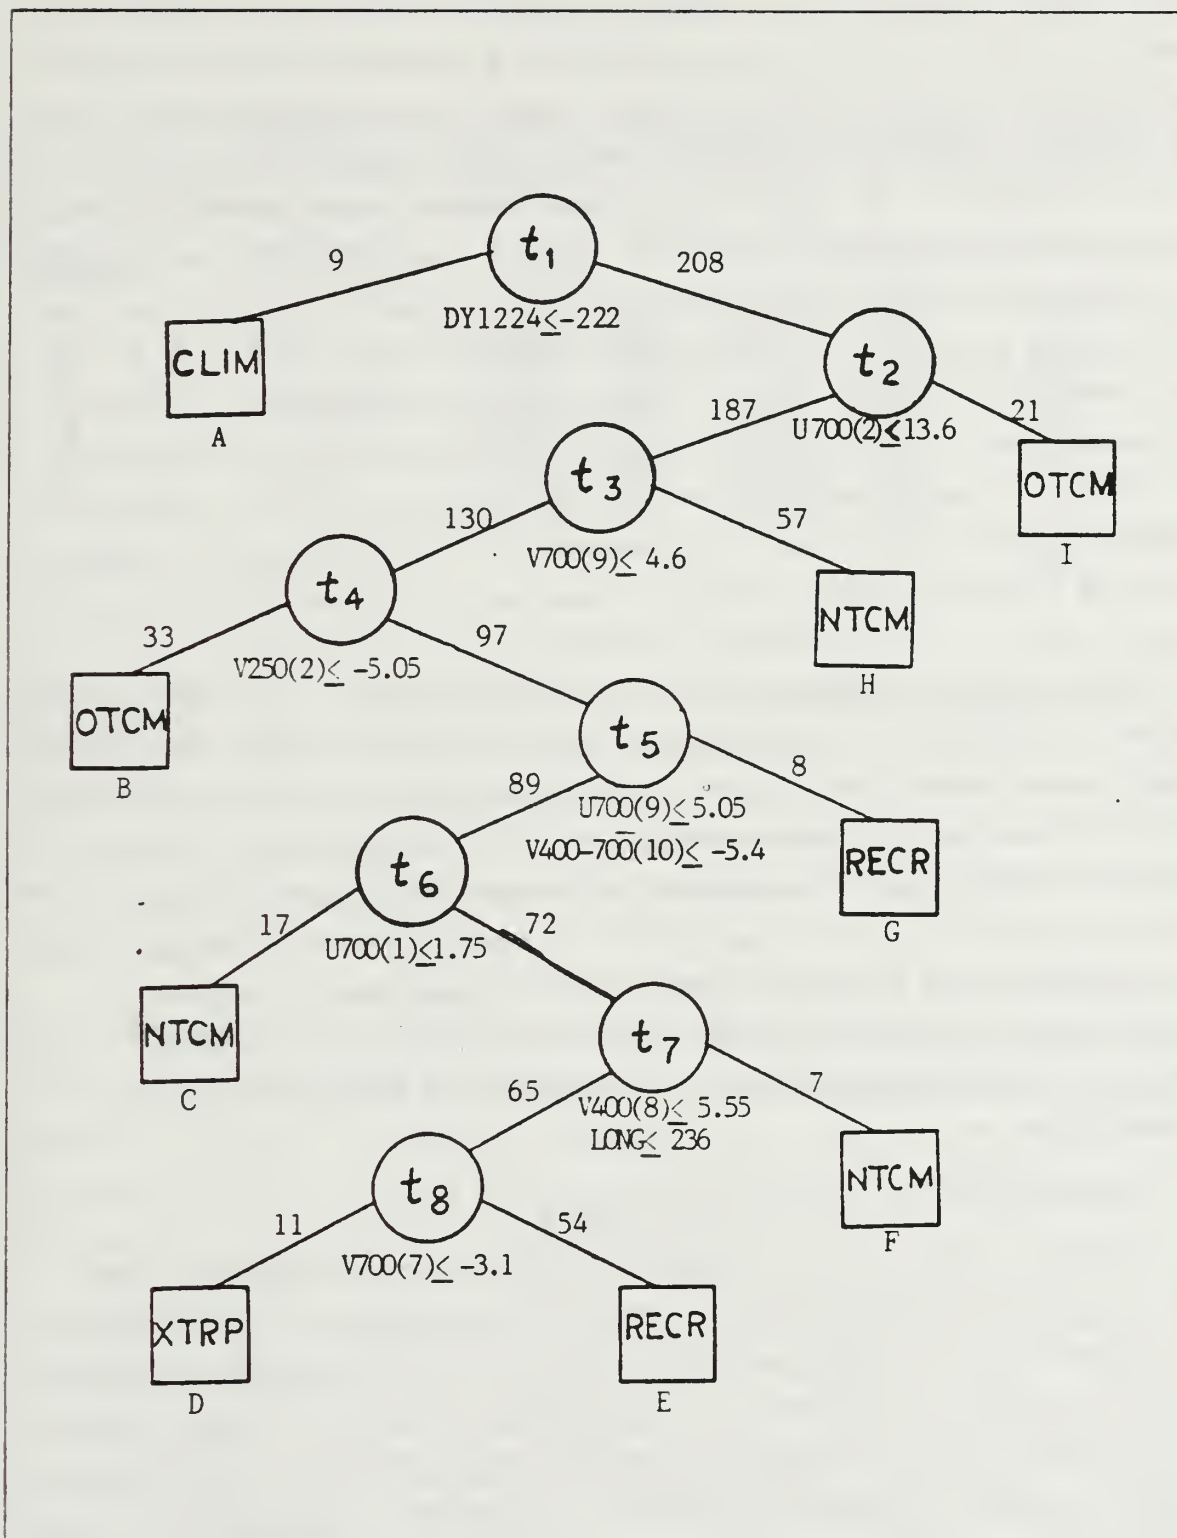 t1
9
208
DY1224≤-222
CLIM
A
t2
187
21
U700(2)≤13.6
OTCM
I
t3
130
57
V700(9)≤ 4.6
NTCM
H
t4
33
97
V250(2)≤ -5.05
OTCM
B
t5
89
8
U700(9)≤5.05
V400-700(10)≤ -5.4
RECR
G
t6
17
72
U700(1)≤1.75
NTCM
C
t7
65
7
V400(8)≤ 5.55
LONG≤ 236
NTCM
F
t8
11
54
V700(7)≤ -3.1
XTRP
D
RECR
E